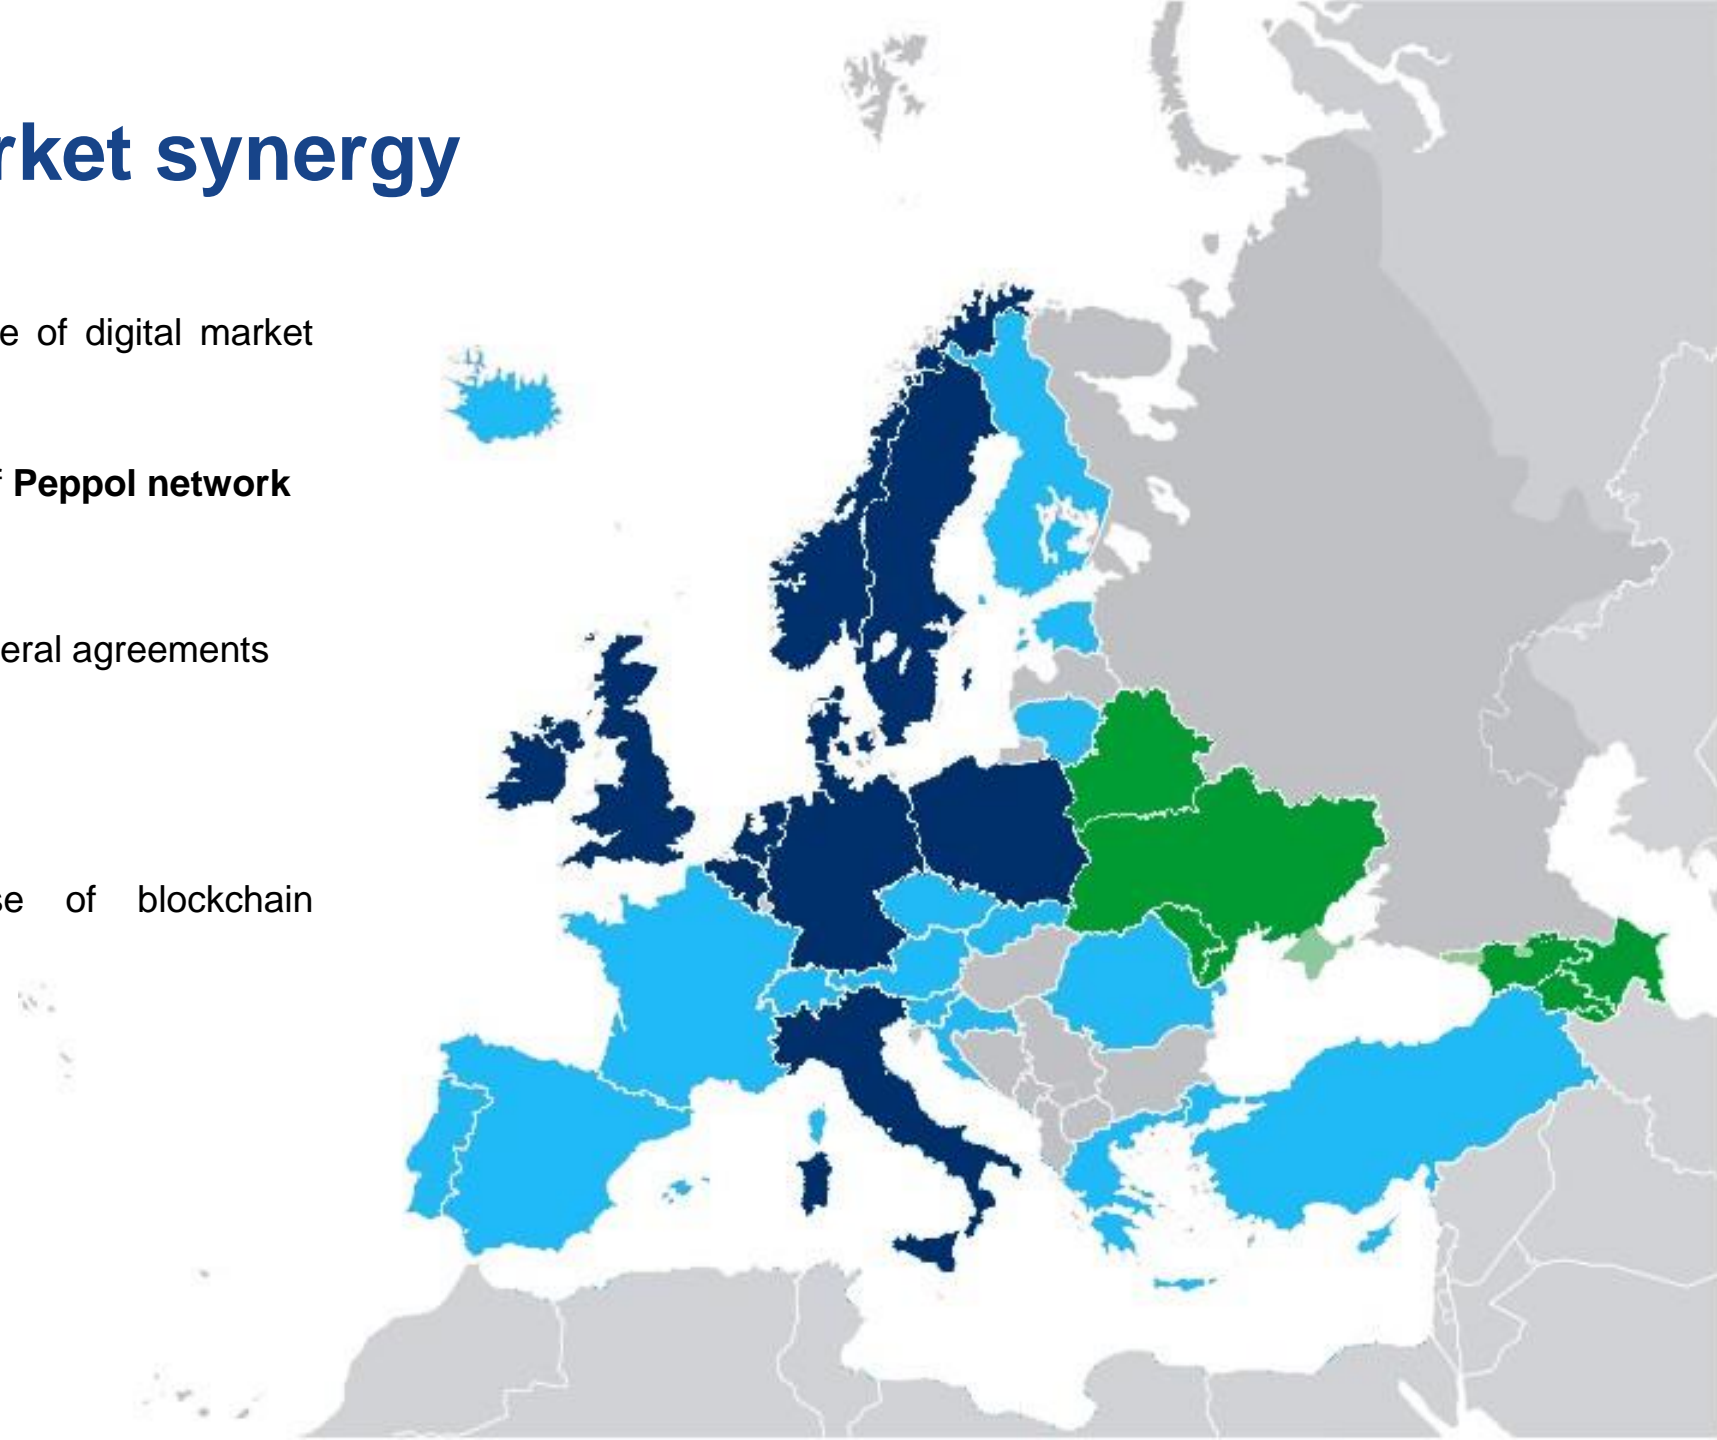 rket synergy
e of digital market
f Peppol network
eral agreements
se of blockchain